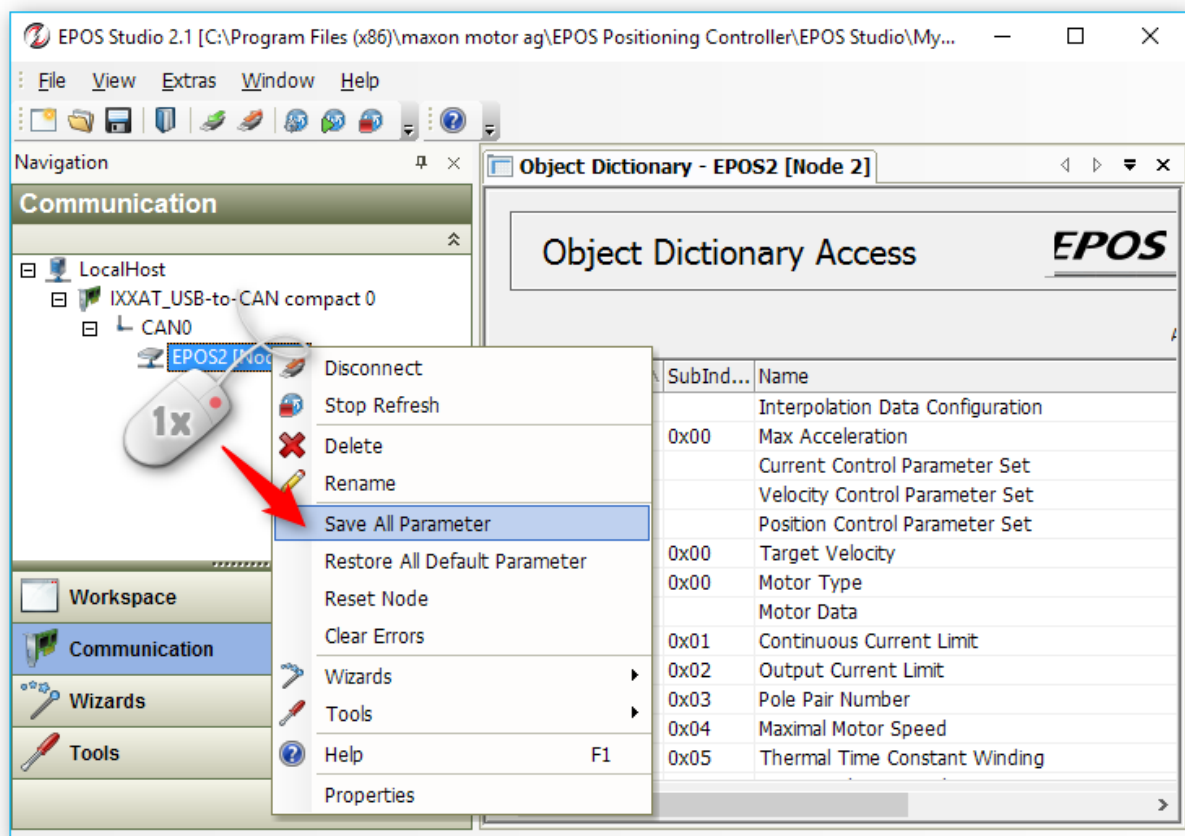 EPOS Studio 2.1 [C:\Program Files (x86)\maxon motor ag\EPOS Positioning Controller\EPOS Studio\My...
File View Extras Window Help
Navigation
Communication
LocalHost
IXXAT_USB-to-CAN compact 0
CAN0
EPOS2
1x
Disconnect
Stop Refresh
Delete
Rename
Save All Parameter
Restore All Default Parameter
Reset Node
Clear Errors
Wizards
Tools
Help F1
Properties
Workspace
Communication
Wizards
Tools
Object Dictionary - EPOS2 [Node 2]
Object Dictionary Access
EPOS
SubInd... Name
Interpolation Data Configuration
0x00 Max Acceleration
Current Control Parameter Set
Velocity Control Parameter Set
Position Control Parameter Set
0x00 Target Velocity
0x00 Motor Type
Motor Data
0x01 Continuous Current Limit
0x02 Output Current Limit
0x03 Pole Pair Number
0x04 Maximal Motor Speed
0x05 Thermal Time Constant Winding